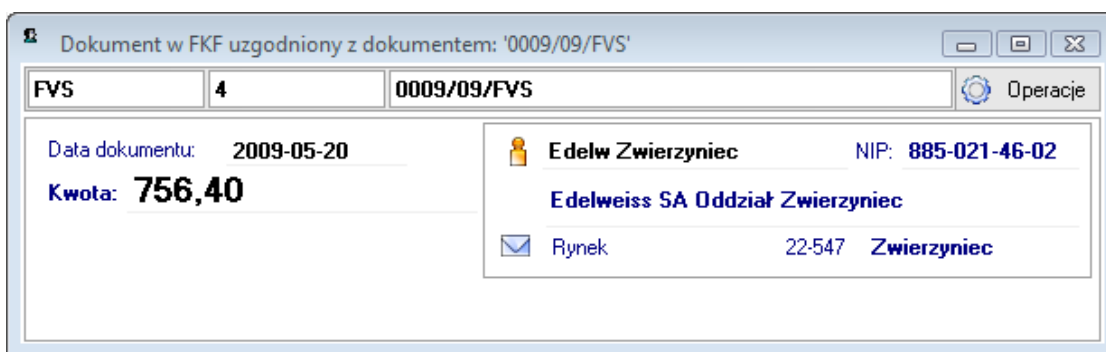 Dokument w FKF uzgodniony z dokumentem: '0009/09/FVS'
FVS 4 0009/09/FVS Operacje
Data dokumentu: 2009-05-20
Kwota: 756,40
Edelw Zwierzyniec NIP: 885-021-46-02
Edelweiss SA Oddział Zwierzyniec
Rynek 22-547 Zwierzyniec